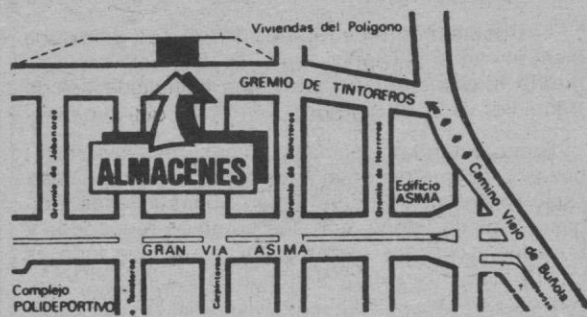 Viviendas del Polígono
GREMIO DE TINTOREROS
Gremio de Jaboneros
ALMACENES
Gremio de Boneteros
Gremio de Herreros
Edificio
ASIMA
Camino Viejo de Buñola
GRAN VIA ASIMA
Complejo
POLIDEPORTIVO
Toneleros
Carpinteros